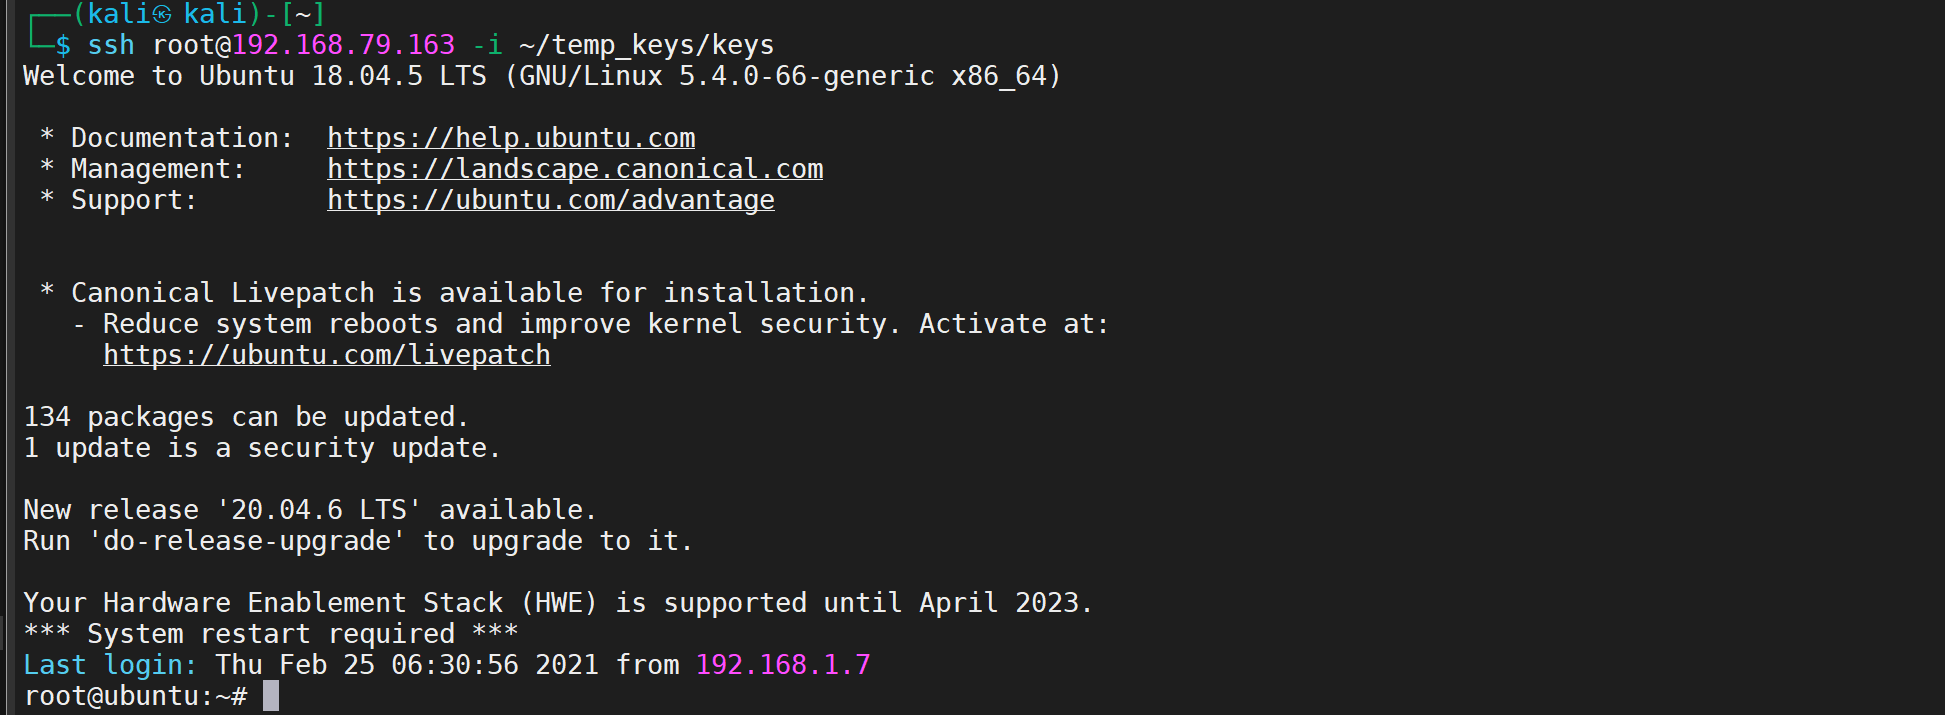 ┌──(kali㉿kali)-[~]
└─$ ssh root@192.168.79.163 -i ~/temp_keys/keys
Welcome to Ubuntu 18.04.5 LTS (GNU/Linux 5.4.0-66-generic x86_64)

 * Documentation:  https://help.ubuntu.com
 * Management:     https://landscape.canonical.com
 * Support:        https://ubuntu.com/advantage


 * Canonical Livepatch is available for installation.
   - Reduce system reboots and improve kernel security. Activate at:
     https://ubuntu.com/livepatch

134 packages can be updated.
1 update is a security update.

New release '20.04.6 LTS' available.
Run 'do-release-upgrade' to upgrade to it.

Your Hardware Enablement Stack (HWE) is supported until April 2023.
*** System restart required ***
Last login: Thu Feb 25 06:30:56 2021 from 192.168.1.7
root@ubuntu:~#